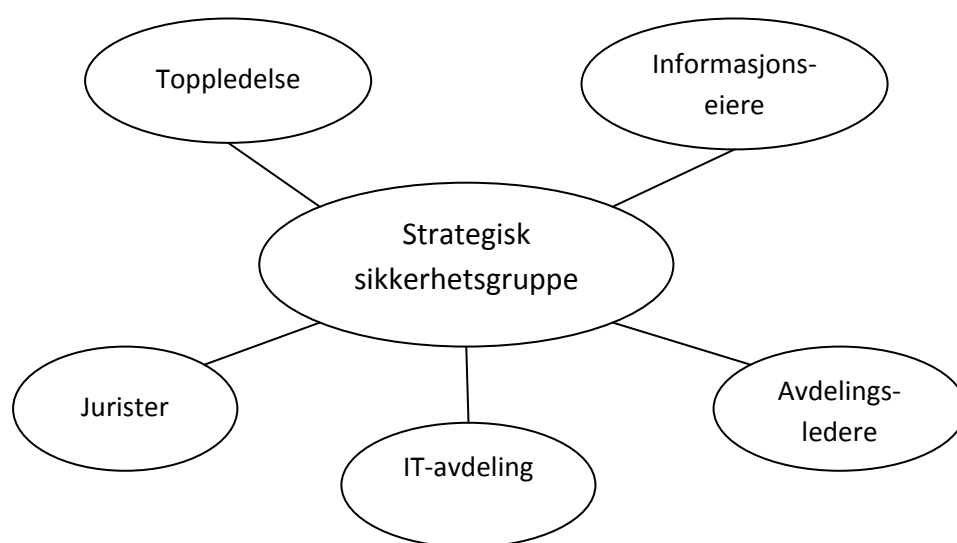 Toppledelse
Informasjons-
eiere
Strategisk
sikkerhetsgruppe
Jurister
IT-avdeling
Avdelings-
ledere